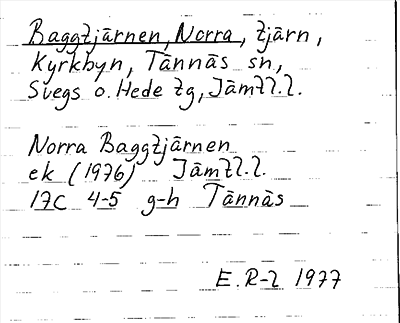 Baggtjärnen, Norra, tjärn,
Kyrkbyn, Tännäs sn,
Svegs o. Hede tg, Jämtl.l.
Norra Baggtjärnen
ek (1976) Jämtl.l.
17C 4-5 g-h Tännäs
E.R-z 1977